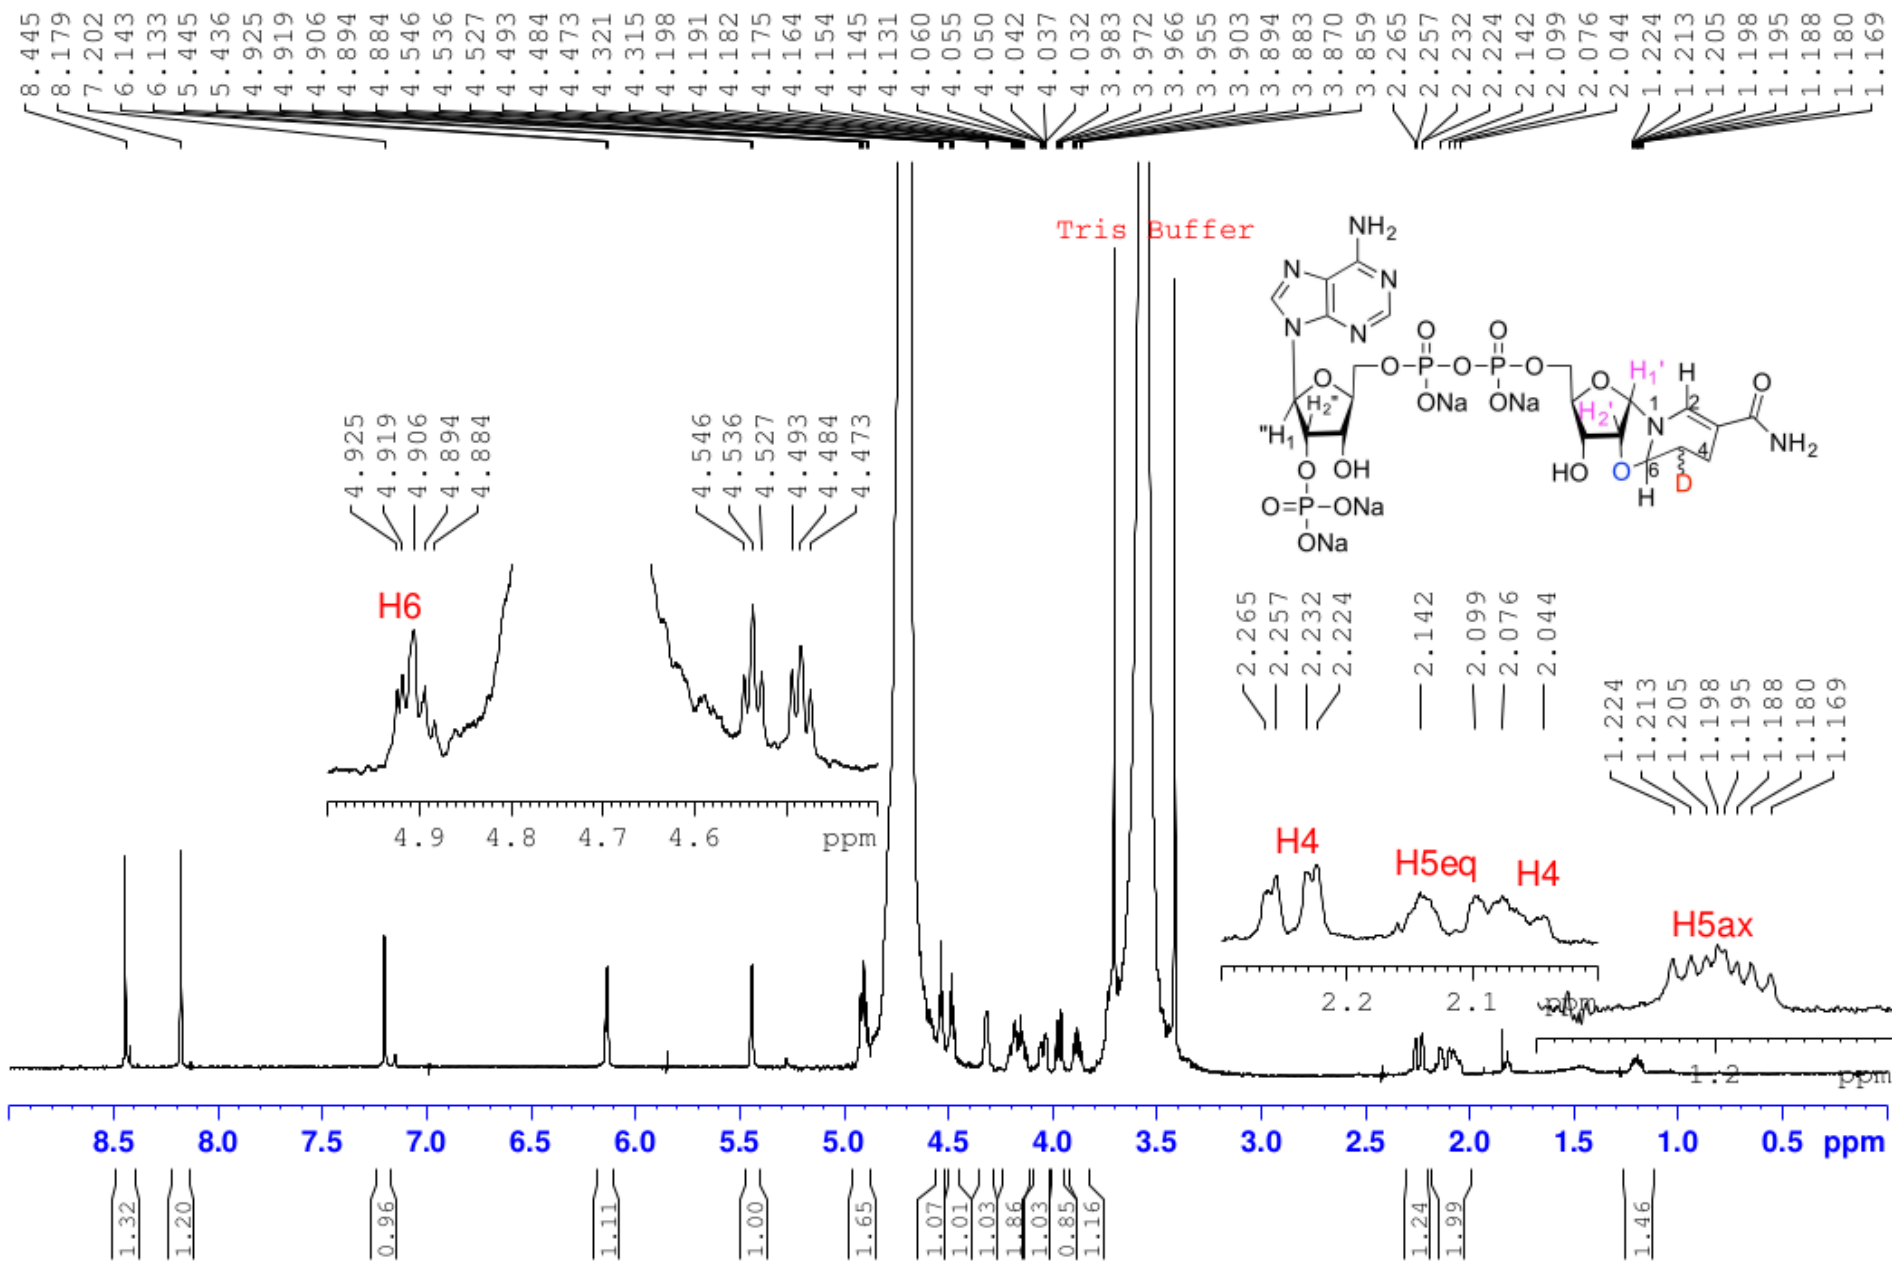 8.445 8.179 7.202 6.143 6.133 5.445 5.436 4.925 4.919 4.906 4.894 4.884 4.546 4.536 4.527 4.493 4.484 4.473 4.321 4.315 4.198 4.191 4.182 4.175 4.164 4.154 4.145 4.131 4.060 4.055 4.050 4.042 4.037 4.032 3.983 3.972 3.966 3.955 3.903 3.894 3.883 3.870 3.859 2.265 2.257 2.232 2.224 2.142 2.099 2.076 2.044 1.224 1.213 1.205 1.198 1.195 1.188 1.180 1.169
Tris Buffer
NH2
N N
N N
O O
O P O P O
ONa ONa
O H2"
"H1
O OH
O=P-ONa
ONa
O H1' H
H2' 1 2
N
O
NH2
HO O 6 4
H D
4.925 4.919 4.906 4.894 4.884
4.546 4.536 4.527 4.493 4.484 4.473
H6
4.9 4.8 4.7 4.6 ppm
2.265 2.257 2.232 2.224 2.142 2.099 2.076 2.044
1.224 1.213 1.205 1.198 1.195 1.188 1.180 1.169
H4 H5eq H4
2.2 2.1 ppm
H5ax
1.2 ppm
8.5 8.0 7.5 7.0 6.5 6.0 5.5 5.0 4.5 4.0 3.5 3.0 2.5 2.0 1.5 1.0 0.5 ppm
1.32 1.20 0.96 1.11 1.00 1.65 1.07 1.01 1.03 1.86 1.03 0.85 1.16 1.24 1.99 1.46